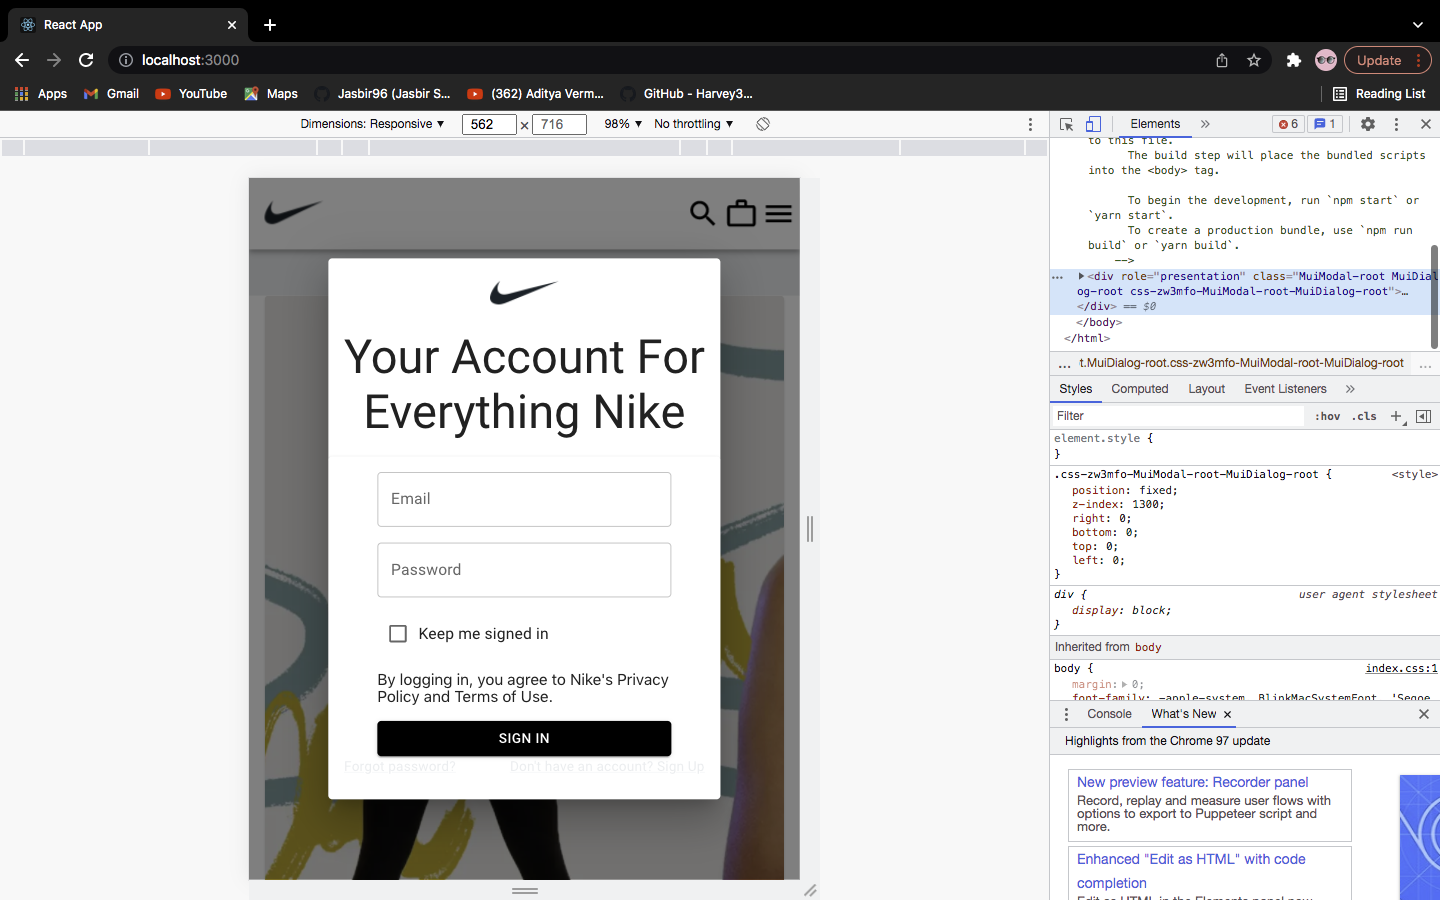 React App
localhost:3000
Update
Apps
Gmail
YouTube
Maps
Jasbir96 (Jasbir S...
(362) Aditya Verm...
GitHub - Harvey3...
Reading List
Dimensions: Responsive ▼ 562 × 716 98% ▼ No throttling ▼
Your Account For
Everything Nike
Email
Password
Keep me signed in
By logging in, you agree to Nike's Privacy
Policy and Terms of Use.
SIGN IN
Forgot password? Don't have an account? Sign Up
Elements » 6 1
to this file.
The build step will place the bundled scripts
into the <body> tag.
To begin the development, run `npm start` or
`yarn start`.
To create a production bundle, use `npm run
build` or `yarn build`.
-->
… ▶<div role="presentation" class="MuiModal-root MuiDial
og-root css-zw3mfo-MuiModal-root-MuiDialog-root">…
</div> == $0
</body>
</html>
… t.MuiDialog-root.css-zw3mfo-MuiModal-root-MuiDialog-root …
Styles Computed Layout Event Listeners »
Filter :hov .cls +
element.style {
}
.css-zw3mfo-MuiModal-root-MuiDialog-root { <style>
position: fixed;
z-index: 1300;
right: 0;
bottom: 0;
top: 0;
left: 0;
}
div { user agent stylesheet
display: block;
}
Inherited from body
body { index.css:1
margin:▶ 0;
font-family: -apple-system, BlinkMacSystemFont, 'Segoe
Console What's New ×
Highlights from the Chrome 97 update
New preview feature: Recorder panel
Record, replay and measure user flows with
options to export to Puppeteer script and
more.
Enhanced "Edit as HTML" with code
completion
Edit as HTML in the Elements panel now